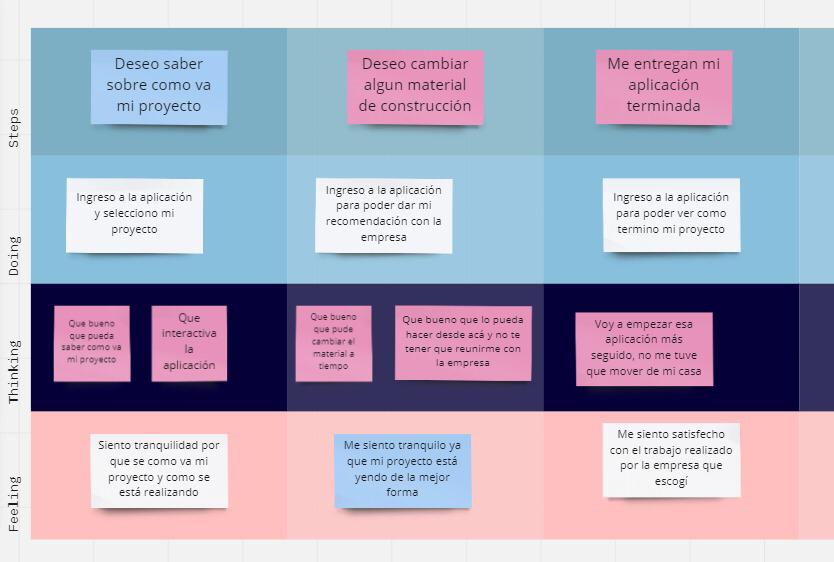 Steps
Deseo saber
sobre como va
mi proyecto
Deseo cambiar
algun material
de construcción
Me entregan mi
aplicación
terminada
Doing
Ingreso a la aplicación
y selecciono mi
proyecto
Ingreso a la aplicación
para poder dar mi
recomendación con la
empresa
Ingreso a la aplicación
para poder ver como
termino mi proyecto
Thinking
Que bueno
que pueda
saber como va
mi proyecto
Que
interactiva
la
aplicación
Que bueno
que pude
cambiar el
material a
tiempo
Que bueno que lo pueda
hacer desde acá y no te
tener que reunirme con
la empresa
Voy a empezar esa
aplicación más
seguido, no me tuve
que mover de mi casa
Feeling
Siento tranquilidad por
que se como va mi
proyecto y como se
está realizando
Me siento tranquilo ya
que mi proyecto está
yendo de la mejor
forma
Me siento satisfecho
con el trabajo realizado
por la empresa que
escogí